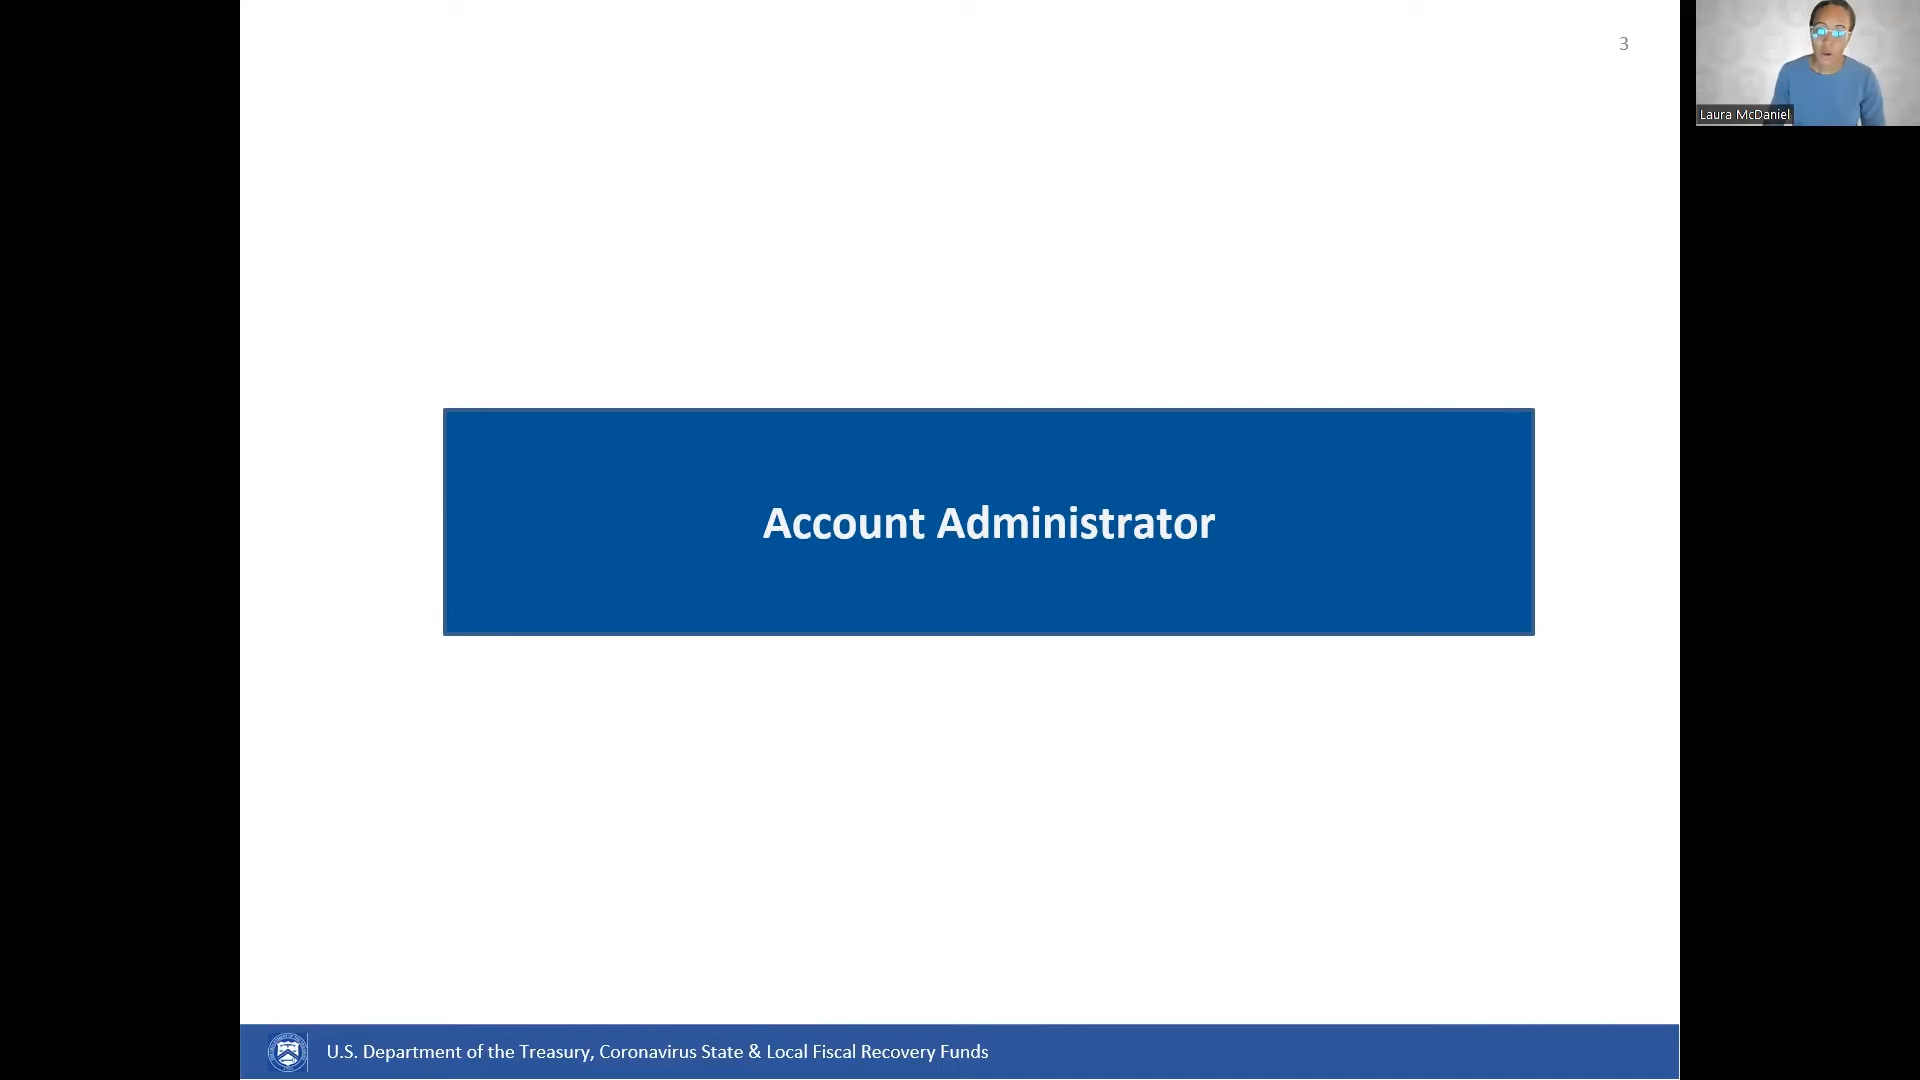 3
Laura McDaniel
Account Administrator
U.S. Department of the Treasury, Coronavirus State & Local Fiscal Recovery Funds